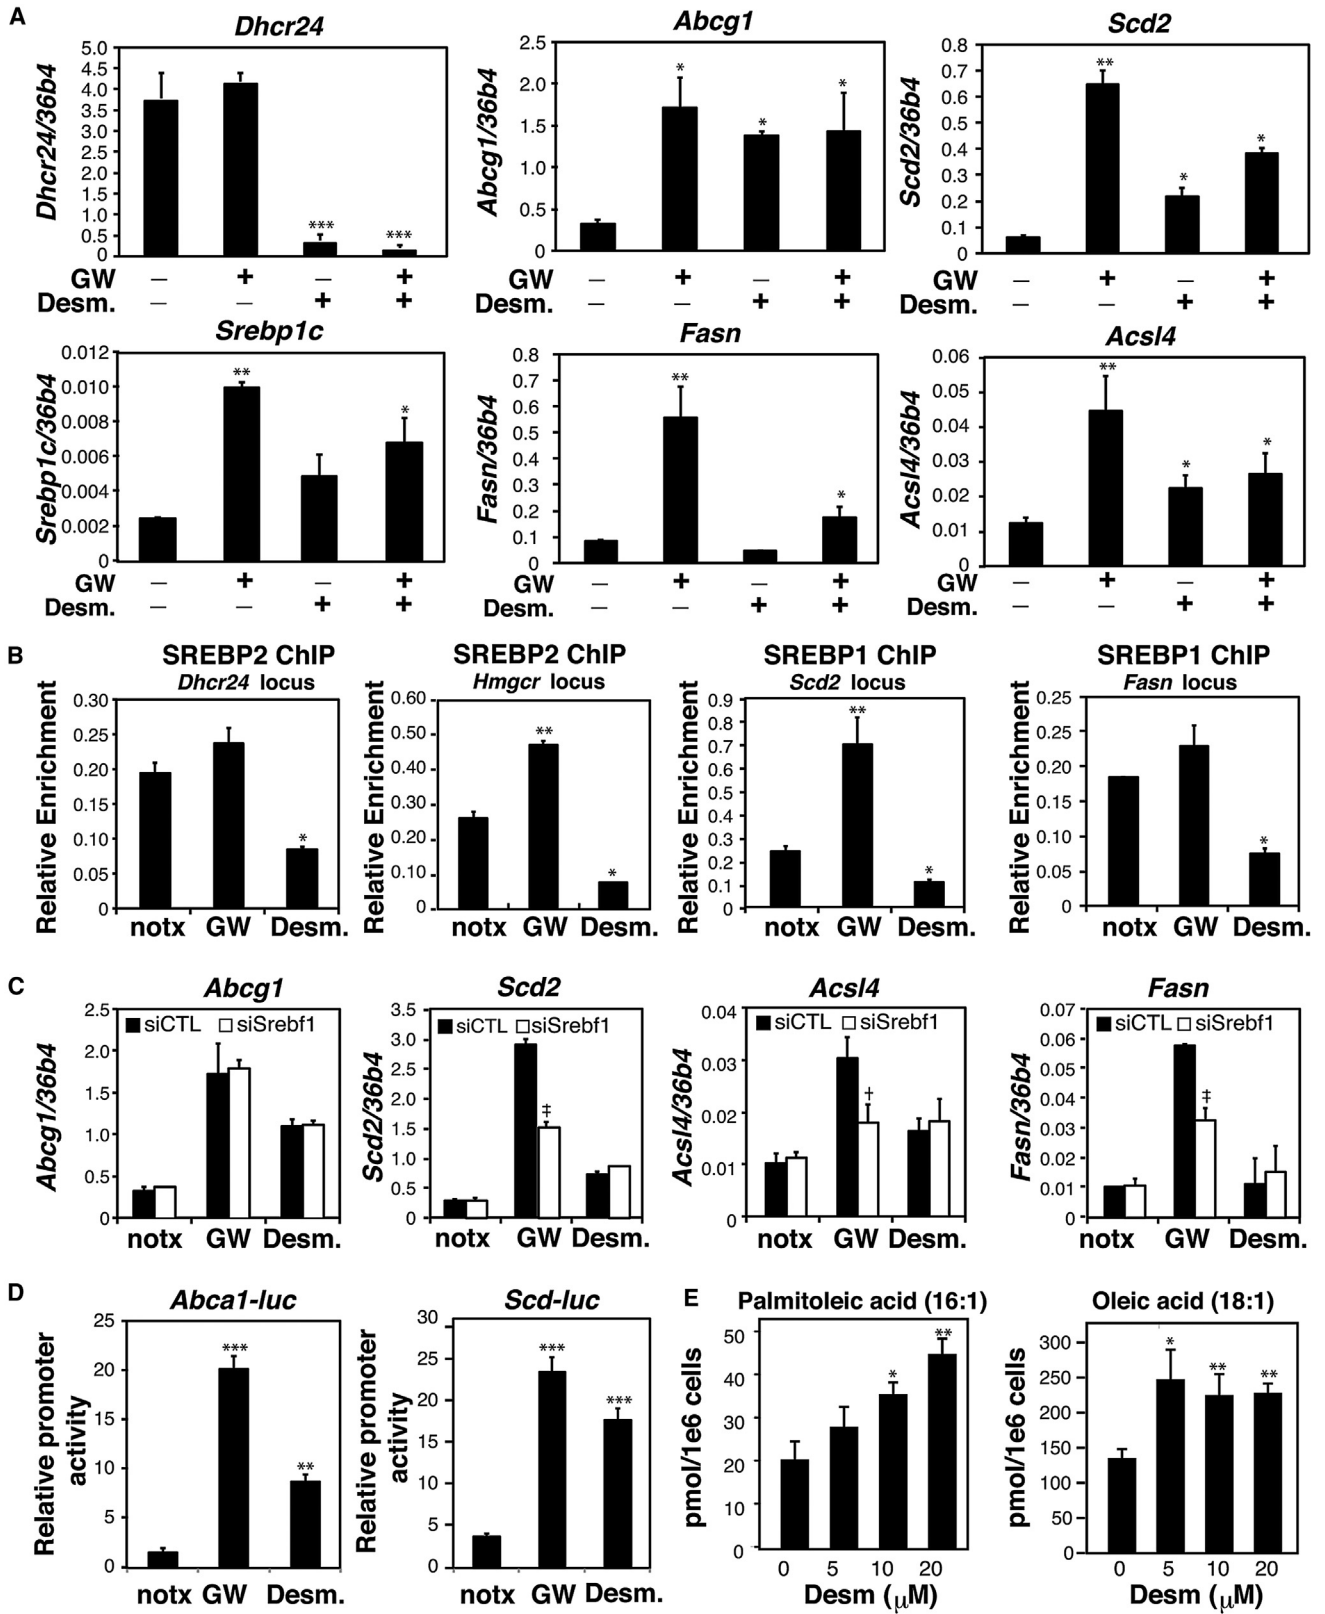 A
Dhcr24
Dhcr24/36b4
5.0
4.5
4.0
3.5
3.0
2.5
2.0
1.5
1.0
0.5
0
***
***
GW − + − +
Desm. − − + +
Abcg1
Abcg1/36b4
2.5
2.0
1.5
1.0
0.5
0
*
*
*
GW − + − +
Desm. − − + +
Scd2
Scd2/36b4
0.8
0.7
0.6
0.5
0.4
0.3
0.2
0.1
0
**
*
*
GW − + − +
Desm. − − + +
Srebp1c
Srebp1c/36b4
0.012
0.010
0.008
0.006
0.004
0.002
0
**
*
GW − + − +
Desm. − − + +
Fasn
Fasn/36b4
0.8
0.7
0.6
0.5
0.4
0.3
0.2
0.1
0
**
*
GW − + − +
Desm. − − + +
Acsl4
Acsl4/36b4
0.06
0.05
0.04
0.03
0.02
0.01
0
**
*
*
GW − + − +
Desm. − − + +
B
SREBP2 ChIP
Dhcr24 locus
Relative Enrichment
0.30
0.25
0.20
0.15
0.10
0.05
0
*
notx GW Desm.
SREBP2 ChIP
Hmgcr locus
Relative Enrichment
0.60
0.50
0.40
0.30
0.20
0.10
0
**
*
notx GW Desm.
SREBP1 ChIP
Scd2 locus
Relative Enrichment
0.9
0.8
0.7
0.6
0.5
0.4
0.3
0.2
0.1
0
**
*
notx GW Desm.
SREBP1 ChIP
Fasn locus
Relative Enrichment
0.25
0.25
0.20
0.15
0.10
0.05
0
*
notx GW Desm.
C
Abcg1
Abcg1/36b4
2.5
2.0
1.5
1.0
0.5
0
siCTL siSrebf1
notx GW Desm.
Scd2
Scd2/36b4
3.5
3.0
2.5
2.0
1.5
1.0
0.5
0
siCTL siSrebf1
‡
notx GW Desm.
Acsl4
Acsl4/36b4
0.04
0.03
0.02
0.01
0
siCTL siSrebf1
†
notx GW Desm.
Fasn
Fasn/36b4
0.07
0.06
0.05
0.04
0.03
0.02
0.01
0
siCTL siSrebf1
‡
notx GW Desm.
D
Abca1-luc
Relative promoter
activity
25
20
15
10
5
0
***
**
notx GW Desm.
Scd-luc
Relative promoter
activity
30
25
20
15
10
5
0
***
***
notx GW Desm.
E
Palmitoleic acid (16:1)
pmol/1e6 cells
50
40
30
20
10
0
*
**
0 5 10 20
Desm (μM)
Oleic acid (18:1)
pmol/1e6 cells
300
250
200
150
100
50
0
*
**
**
0 5 10 20
Desm (μM)